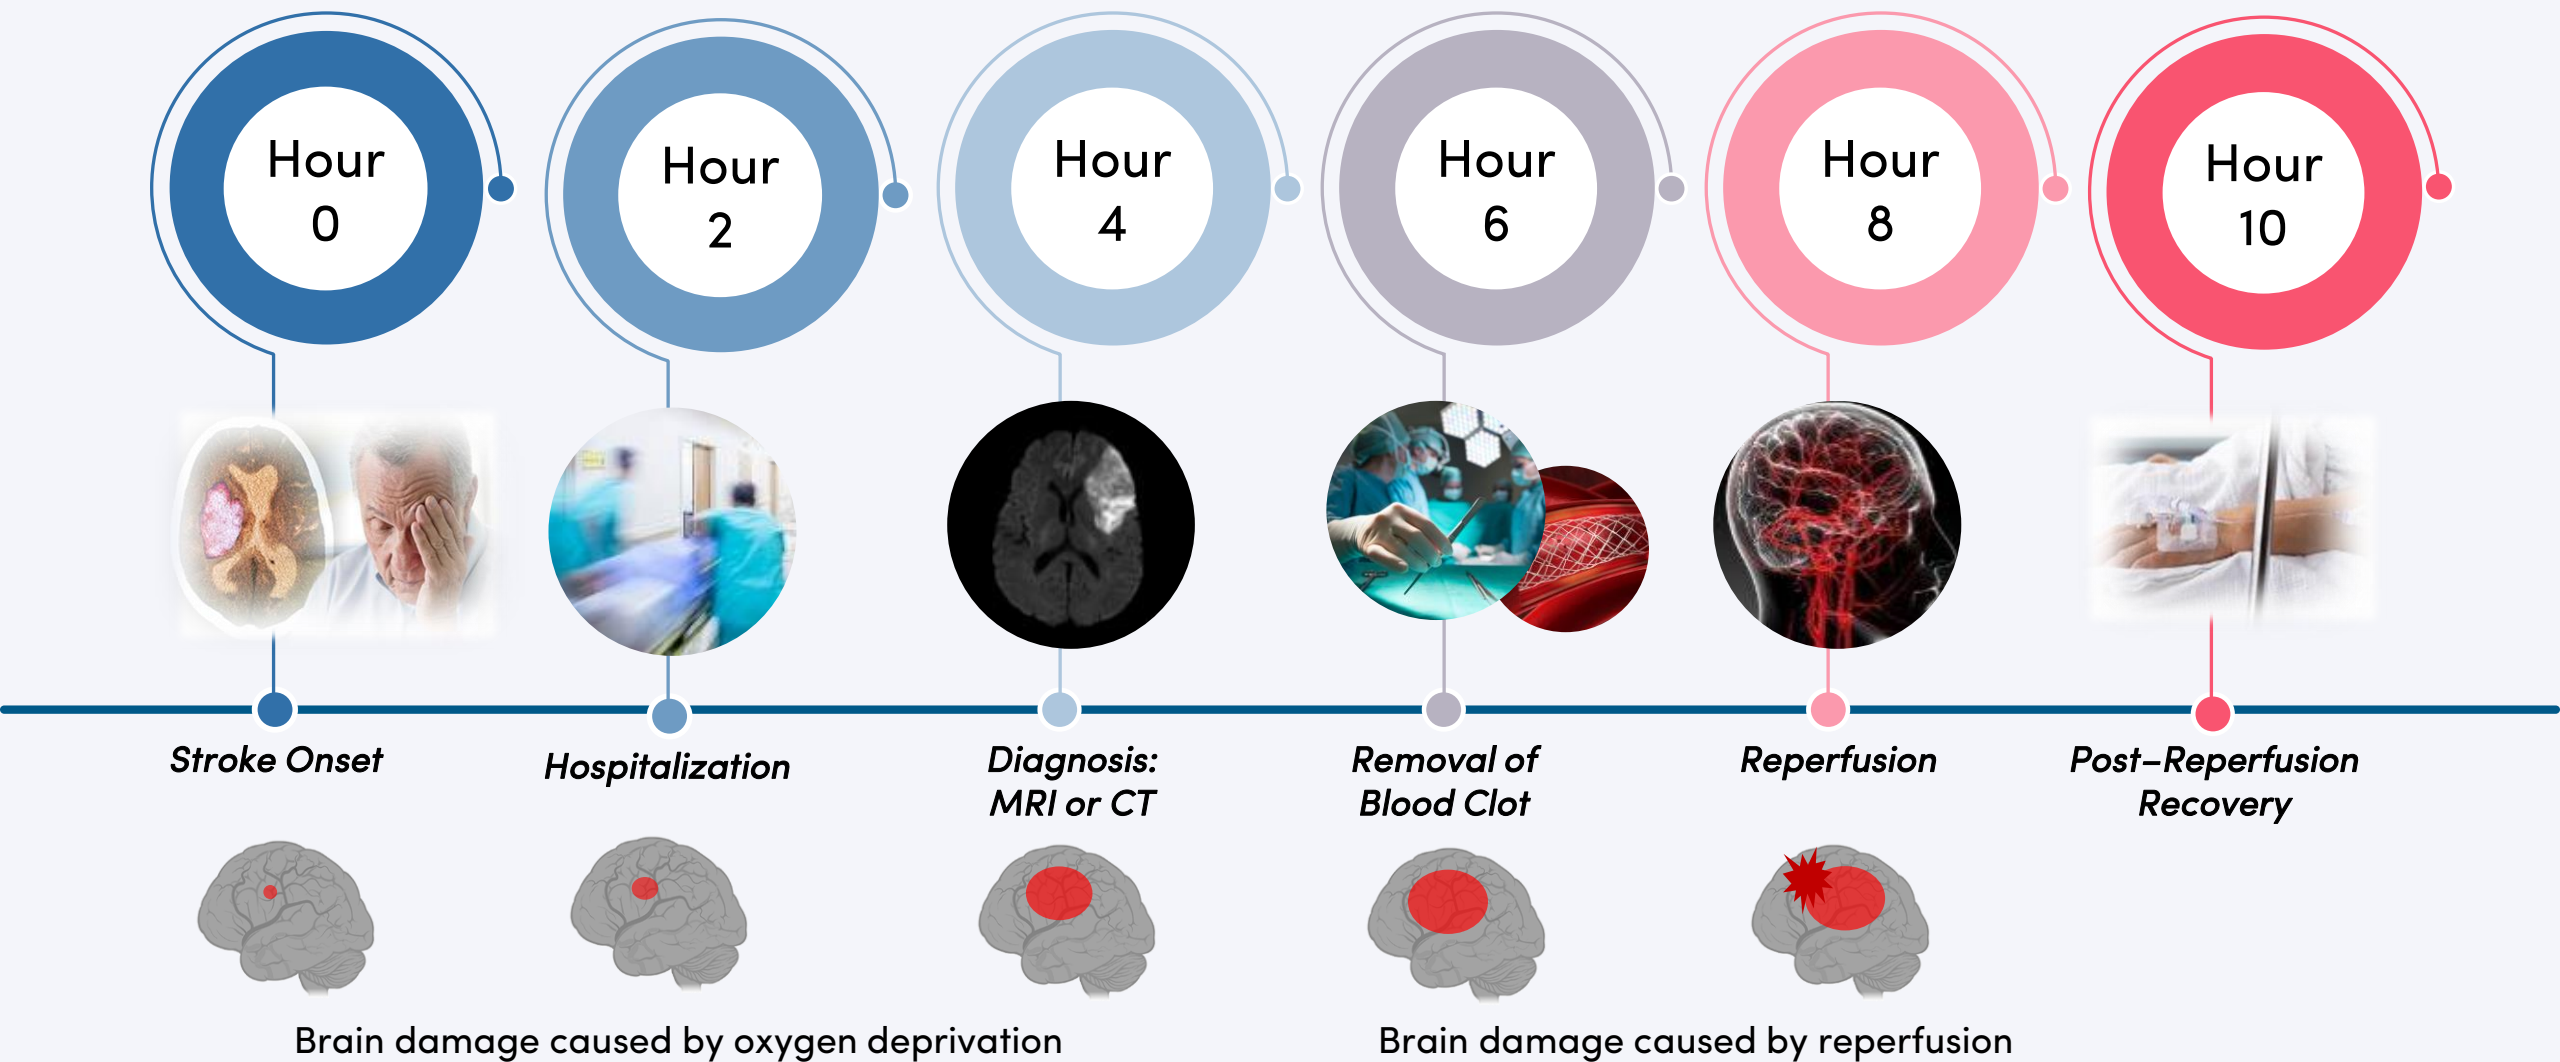 Hour
0
Hour
2
Hour
4
Hour
6
Hour
8
Hour
10
Stroke Onset
Hospitalization
Diagnosis:
MRI or CT
Removal of
Blood Clot
Reperfusion
Post–Reperfusion
Recovery
Brain damage caused by oxygen deprivation
Brain damage caused by reperfusion